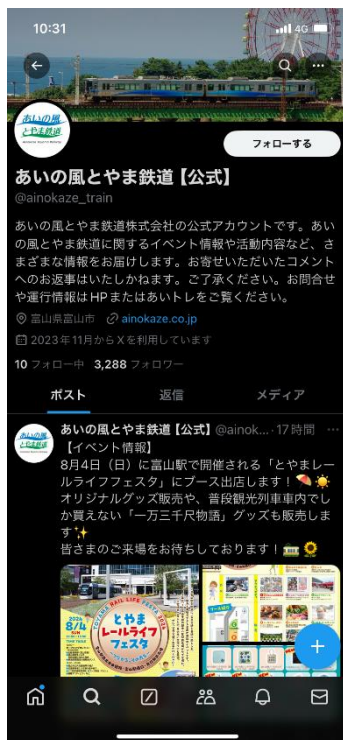 10:31
4G
あいの風
とやま鉄道
フォローする
あいの風とやま鉄道【公式】
@ainokaze_train
あいの風とやま鉄道株式会社の公式アカウントです。あい
の風とやま鉄道に関するイベント情報や活動内容など、さ
まざまな情報をお届けします。お寄せいただいたコメント
へのお返事はいたしかねます。ご了承ください。お問合せ
や運行情報はHPまたはあいトレをご覧ください。
富山県富山市 ainokaze.co.jp
2023年11月からXを利用しています
10 フォロー中 3,288 フォロワー
ポスト 返信 メディア
あいの風とやま鉄道【公式】 @ainok... · 17時間
【イベント情報】
8月4日（日）に富山駅で開催される「とやまレー
ルライフフェスタ」にブース出店します！🪭☀️
オリジナルグッズ販売や、普段観光列車車内でし
か買えない「一万三千尺物語」グッズも販売しま
す✨
皆さまのご来場をお待ちしております！🚃🌻
TOYAMA RAIL LIFE FESTA 2024
2024
8/4
SUN
とやま
レールライフ
フェスタ